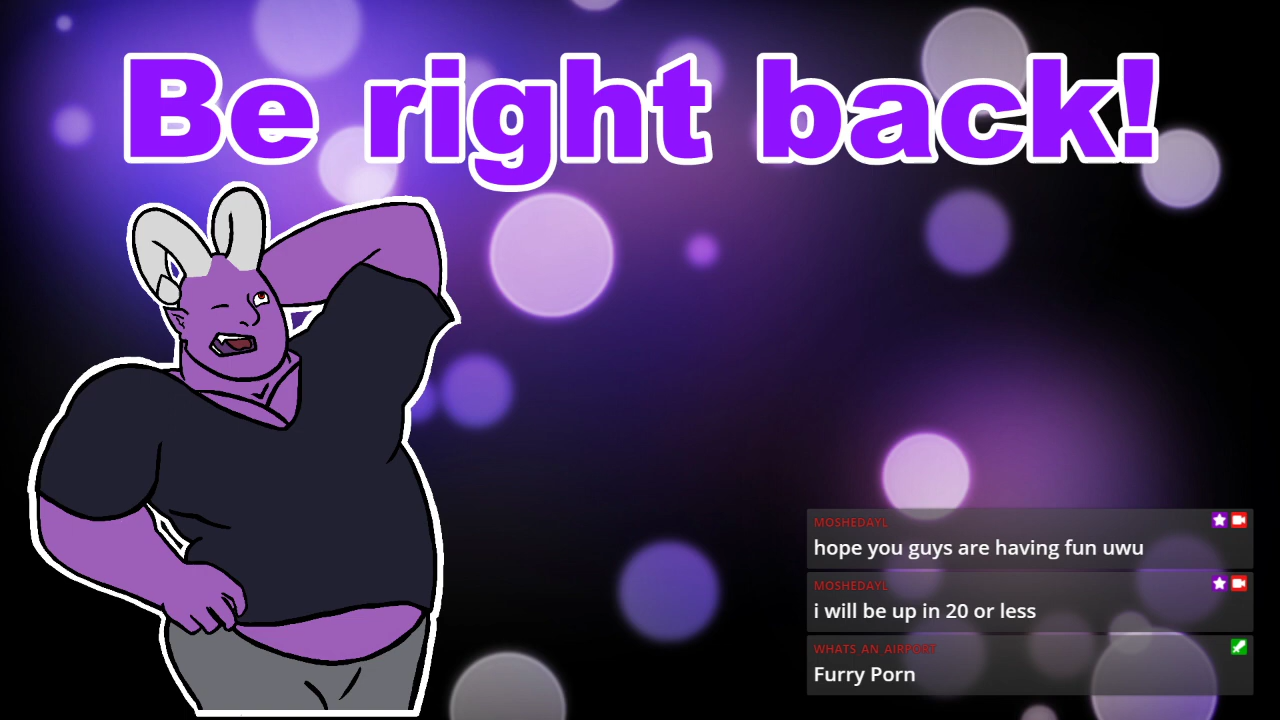 Be right back!
MOSHEDAYL
hope you guys are having fun uwu
MOSHEDAYL
i will be up in 20 or less
WHATS AN AIRPORT
Furry Porn